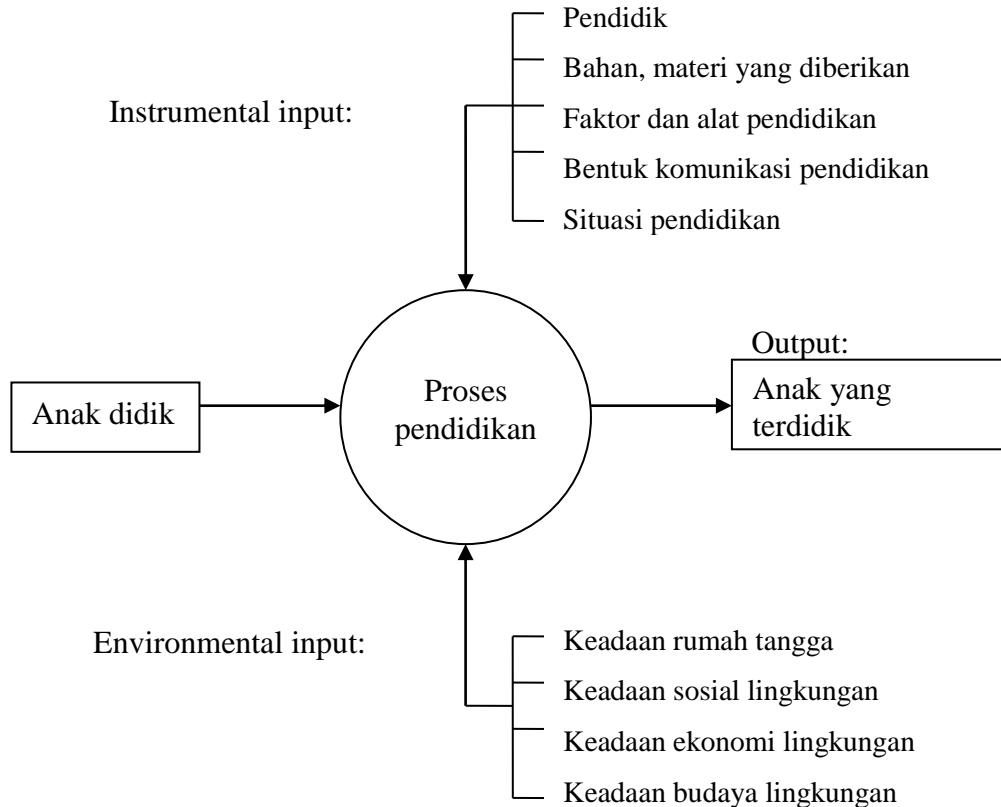 Pendidik
Bahan, materi yang diberikan
Instrumental input:
Faktor dan alat pendidikan
Bentuk komunikasi pendidikan
Situasi pendidikan
Anak didik
Proses
pendidikan
Output:
Anak yang
terdidik
Environmental input:
Keadaan rumah tangga
Keadaan sosial lingkungan
Keadaan ekonomi lingkungan
Keadaan budaya lingkungan